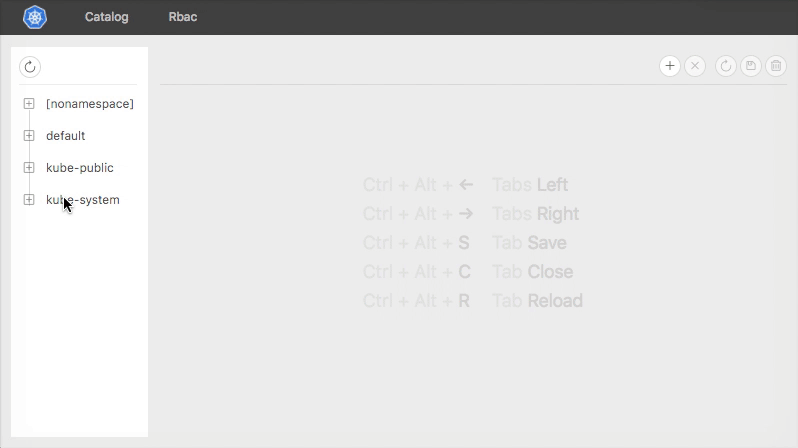 Catalog Rbac
[nonamespace]
default
kube-public
kube-system
Ctrl + Alt + ← Tabs Left
Ctrl + Alt + → Tabs Right
Ctrl + Alt + S Tab Save
Ctrl + Alt + C Tab Close
Ctrl + Alt + R Tab Reload